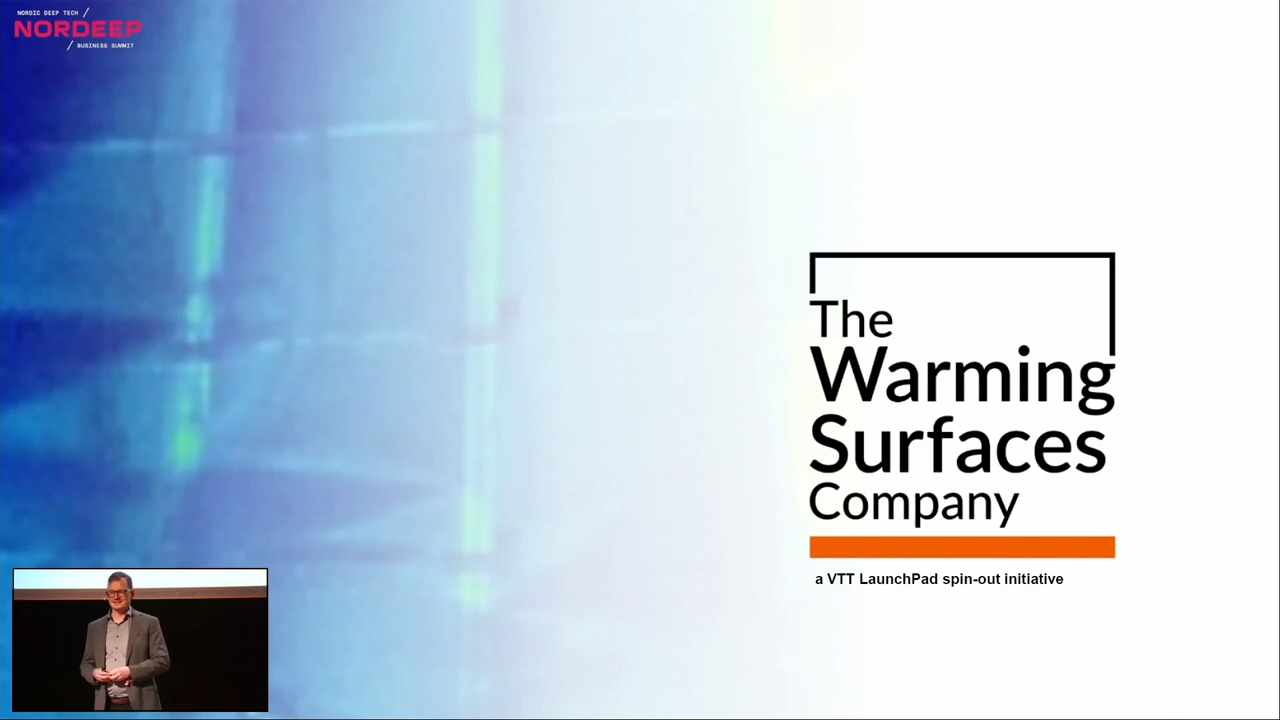 NORDIC DEEP TECH /
NORDEEP
/ BUSINESS SUMMIT
The
Warming
Surfaces
Company
a VTT LaunchPad spin-out initiative